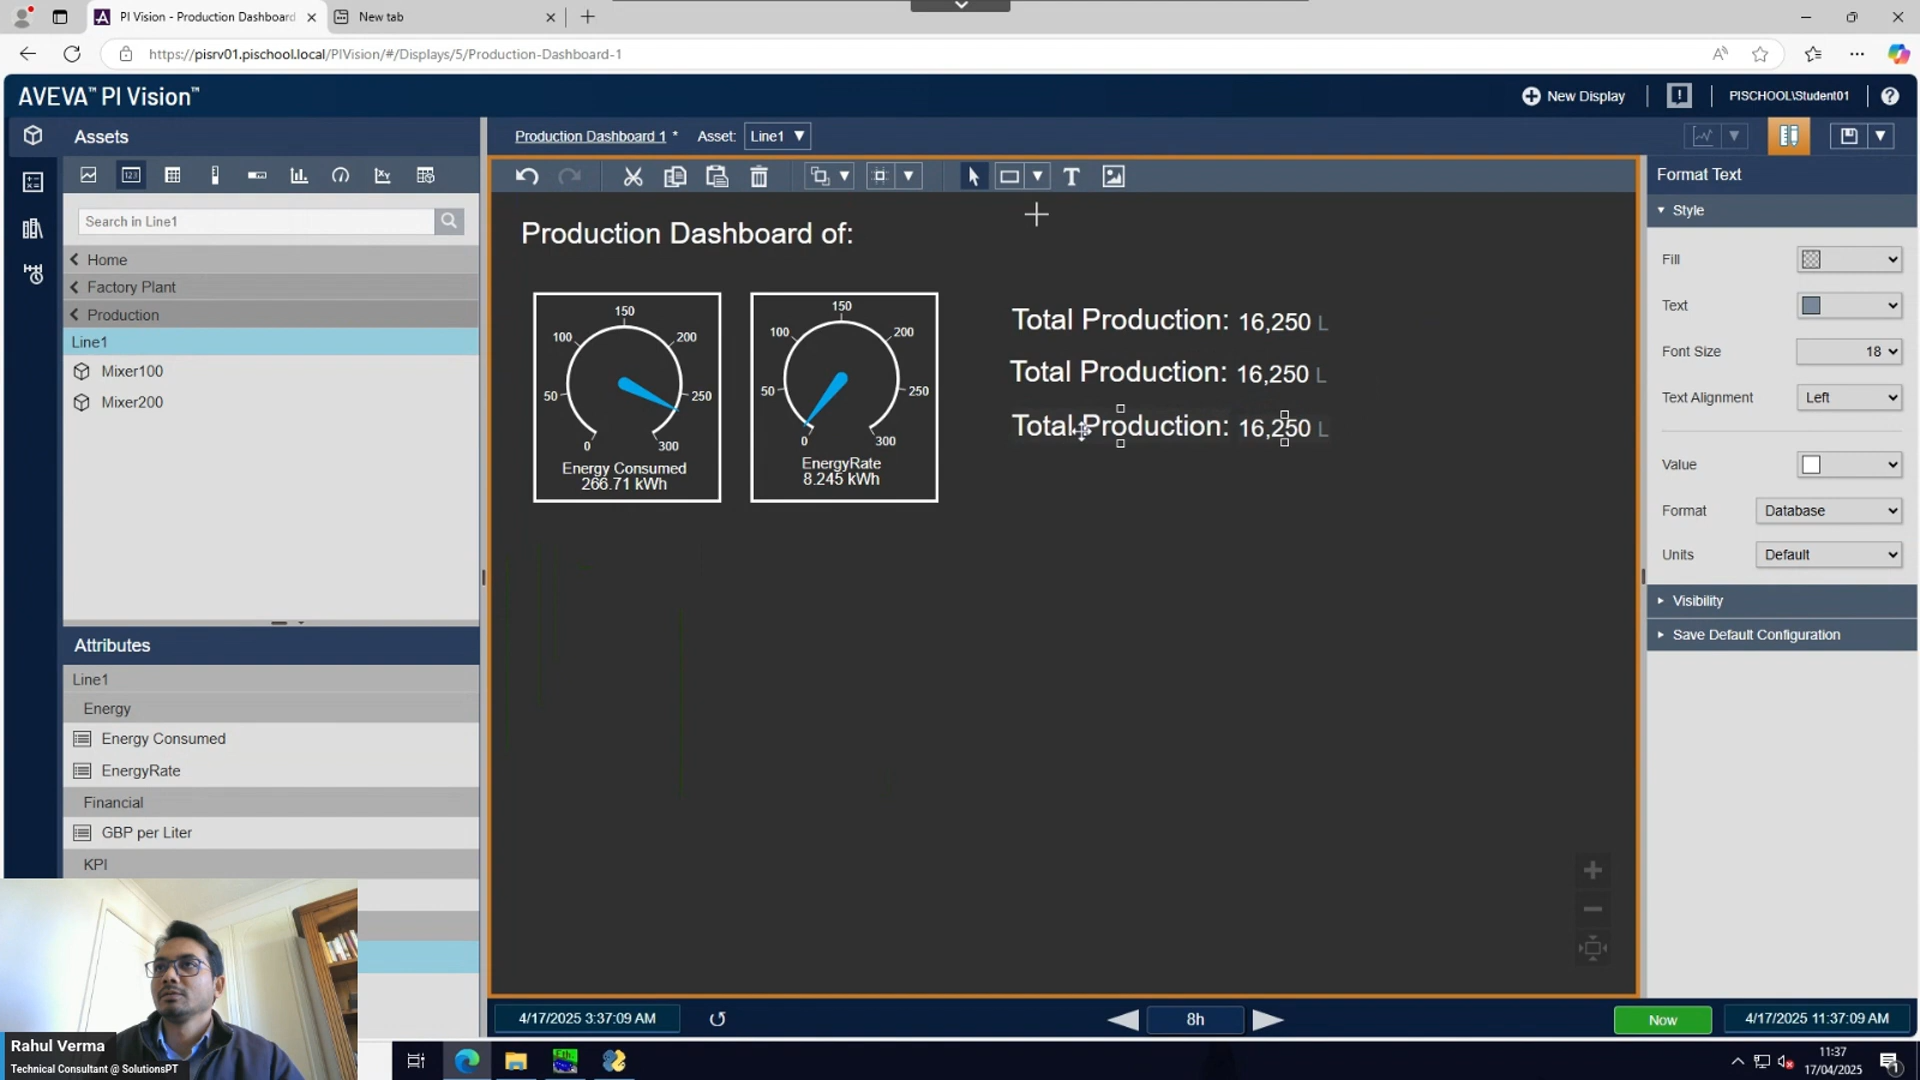 PI Vision - Production Dashboard
New tab
https://pisrv01.pischool.local/PIVision/#/Displays/5/Production-Dashboard-1
AVEVA™ PI Vision™
New Display
PISCHOOL\Student01
Assets
Production Dashboard 1 *
Asset: Line1
Format Text
Style
Search in Line1
Home
Factory Plant
Production
Line1
Mixer100
Mixer200
Production Dashboard of:
0
50
100
150
200
250
300
Energy Consumed
266.71 kWh
0
50
100
150
200
250
300
EnergyRate
8.245 kWh
Total Production: 16,250 L
Total Production: 16,250 L
Total Production: 16,250 L
Fill
Text
Font Size 18
Text Alignment Left
Value
Format Database
Units Default
Visibility
Save Default Configuration
Attributes
Line1
Energy
Energy Consumed
EnergyRate
Financial
GBP per Liter
KPI
4/17/2025 3:37:09 AM
8h
Now
4/17/2025 11:37:09 AM
Rahul Verma
Technical Consultant @ SolutionsPT
11:37
17/04/2025
1